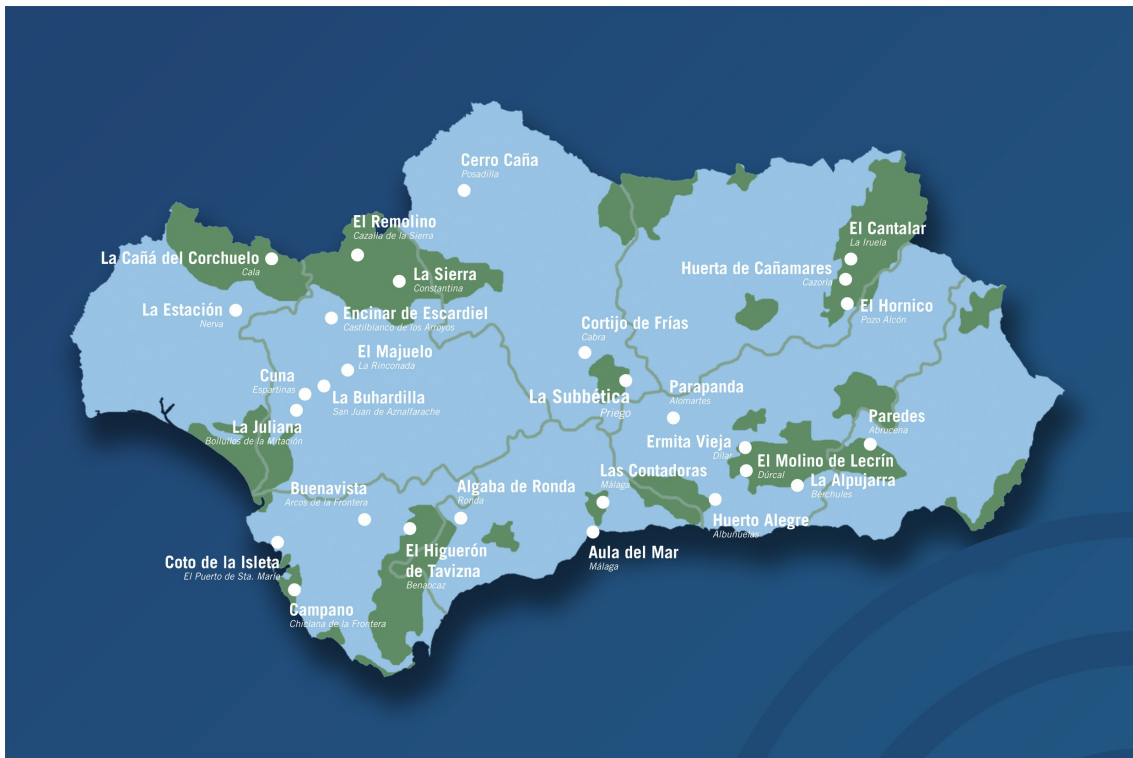 Cerro Caña
Posadilla
El Remolino
Cazalla de la Sierra
El Cantalar
La Iruela
La Cañá del Corchuelo
Cala
La Sierra
Constantina
Huerta de Cañamares
Cazorla
La Estación
Nerva
Encinar de Escardiel
Castilblanco de los Arroyos
El Hornico
Pozo Alcón
Cortijo de Frías
Cabra
El Majuelo
La Rinconada
Cuna
Espartinas
La Buhardilla
San Juan de Aznalfarache
La Subbética
Priego
Parapanda
Alomartes
Paredes
Abrucena
La Juliana
Bollullos de la Mitación
Ermita Vieja
Dílar
El Molino de Lecrín
Dúrcal
Las Contadoras
Málaga
La Alpujarra
Bérchules
Buenavista
Arcos de la Frontera
Algaba de Ronda
Ronda
Huerto Alegre
Albuñuelas
El Higuerón
de Tavizna
Benaocaz
Aula del Mar
Málaga
Coto de la Isleta
El Puerto de Sta. María
Campano
Chiclana de la Frontera